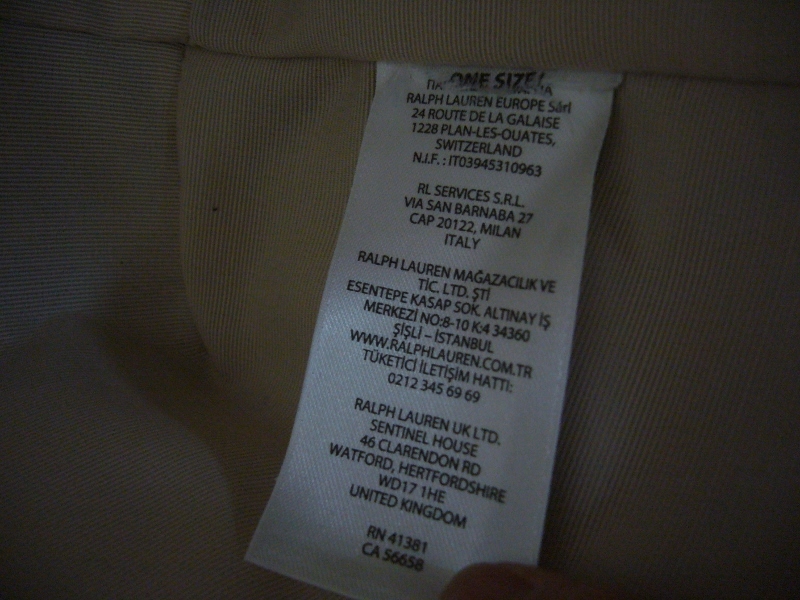 ONE SIZE!
RALPH LAUREN EUROPE Sàrl
24 ROUTE DE LA GALAISE
1228 PLAN-LES-OUATES,
SWITZERLAND
N.I.F. : IT03945310963
RL SERVICES S.R.L.
VIA SAN BARNABA 27
CAP 20122, MILAN
ITALY
RALPH LAUREN MAĞAZACILIK VE
TİC. LTD. ŞTİ
ESENTEPE KASAP SOK. ALTINAY İŞ
MERKEZİ NO:8-10 K:4 34360
ŞİŞLİ – İSTANBUL
WWW.RALPHLAUREN.COM.TR
TÜKETİCİ İLETİŞİM HATTI:
0212 345 69 69
RALPH LAUREN UK LTD.
SENTINEL HOUSE
46 CLARENDON RD
WATFORD, HERTFORDSHIRE
WD17 1HE
UNITED KINGDOM
RN 41381
CA 56658